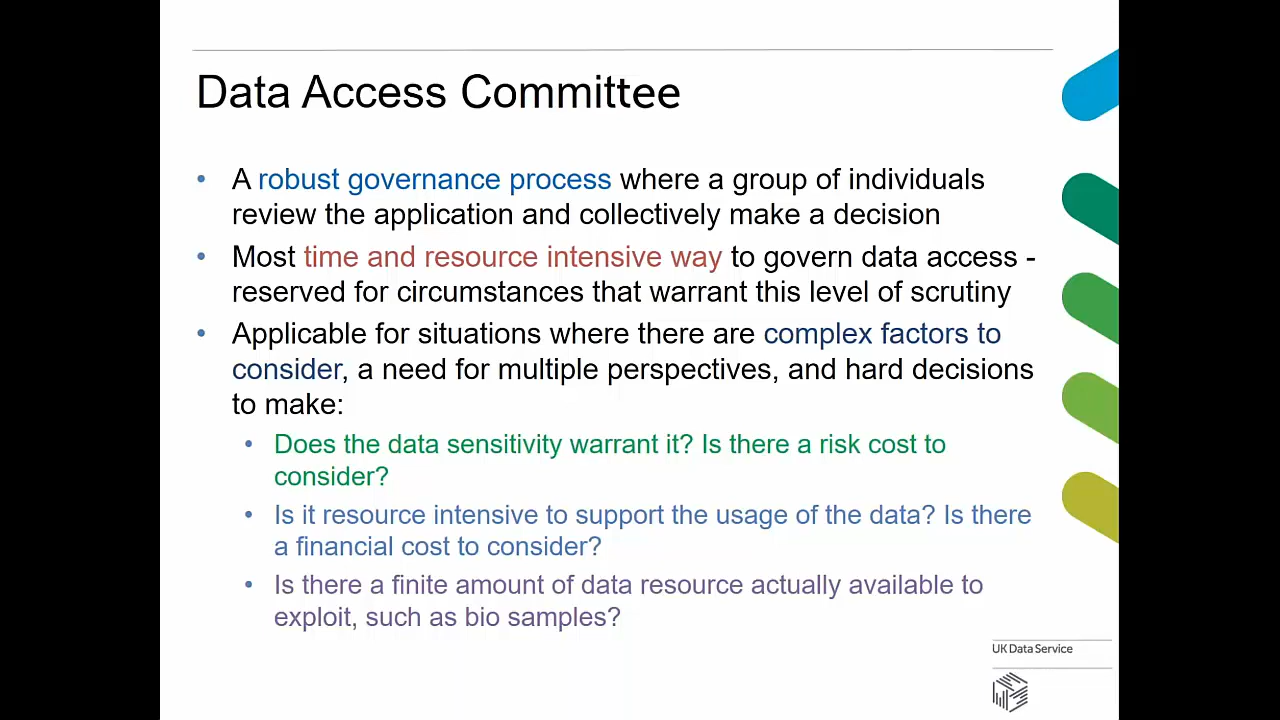 Data Access Committee
• A robust governance process where a group of individuals
review the application and collectively make a decision
• Most time and resource intensive way to govern data access -
reserved for circumstances that warrant this level of scrutiny
• Applicable for situations where there are complex factors to
consider, a need for multiple perspectives, and hard decisions
to make:
• Does the data sensitivity warrant it? Is there a risk cost to
consider?
• Is it resource intensive to support the usage of the data? Is there
a financial cost to consider?
• Is there a finite amount of data resource actually available to
exploit, such as bio samples?
UK Data Service